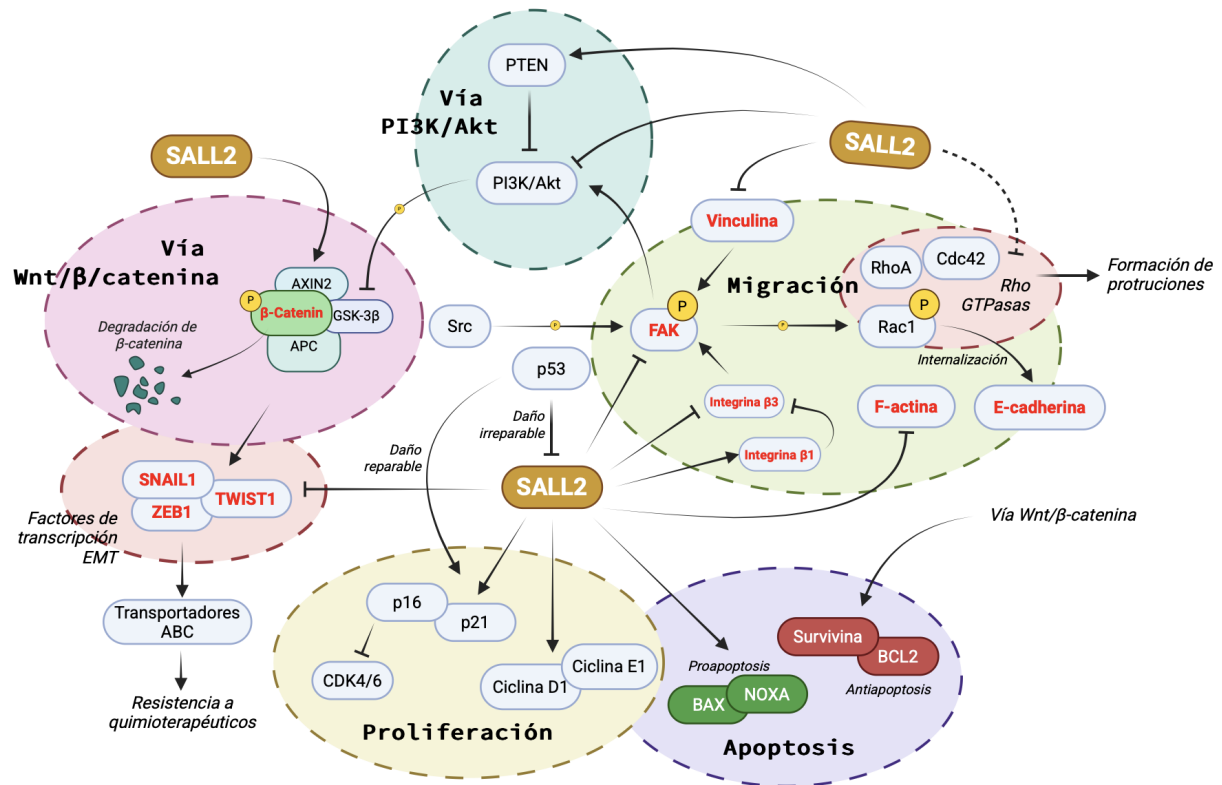 PTEN
Vía
PI3K/Akt
SALL2
SALL2
PI3K/Akt
P
Vinculina
Vía
Wnt/β/catenina
AXIN2
P
β-Catenin
GSK-3β
APC
Degradación de
β-catenina
RhoA
Cdc42
Rho
GTPasas
Formación de
protruciones
Migración
P
FAK
Src
P
P
P
Rac1
Internalización
p53
Daño
irreparable
Daño
reparable
Integrina β3
Integrina β1
F-actina
E-cadherina
SALL2
SNAIL1
TWIST1
ZEB1
Factores de
transcripción
EMT
Vía Wnt/β-catenina
Transportadores
ABC
Resistencia a
quimioterapéuticos
p16
p21
CDK4/6
Ciclina E1
Ciclina D1
Proliferación
Survivina
BCL2
Antiapoptosis
Proapoptosis
NOXA
BAX
Apoptosis